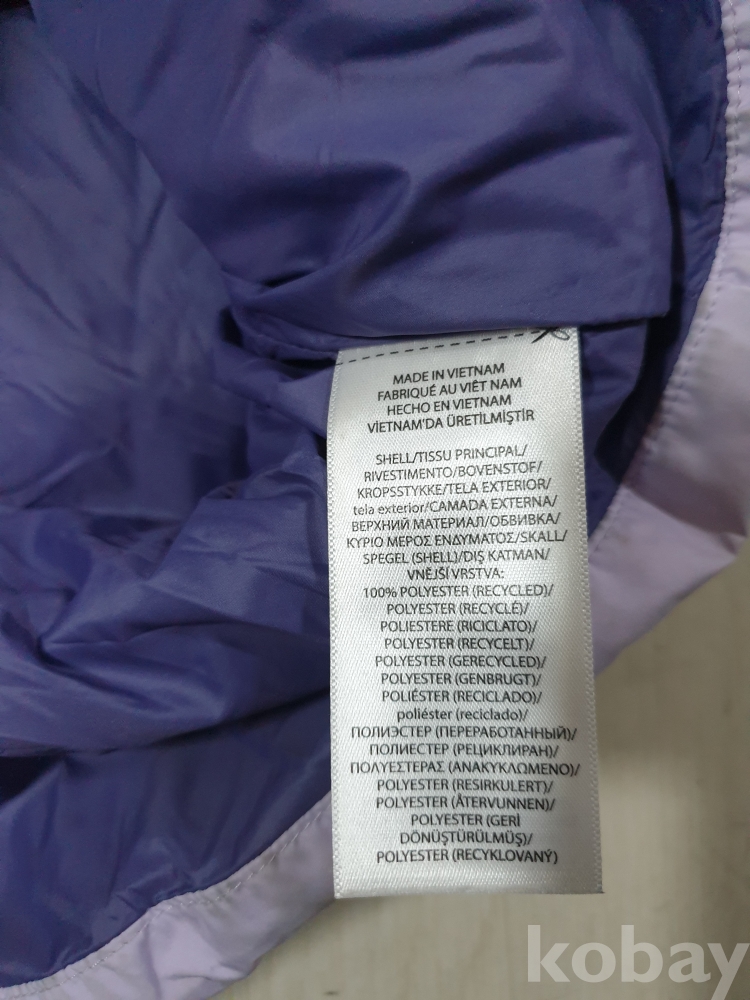 MADE IN VIETNAM
FABRIQUÉ AU VIÊT NAM
HECHO EN VIETNAM
VİETNAM'DA ÜRETİLMİŞTİR
SHELL/TISSU PRINCIPAL/
RIVESTIMENTO/BOVENSTOF/
KROPSSTYKKE/TELA EXTERIOR/
tela exterior/CAMADA EXTERNA/
ВЕРХНИЙ МАТЕРИАЛ/ОБВИВКА/
ΚΥΡΙΟ ΜΕΡΟΣ ΕΝΔΥΜΑΤΟΣ/SKALL/
SPEGEL (SHELL)/DIŞ KATMAN/
VNĚJŠÍ VRSTVA:
100% POLYESTER (RECYCLED)/
POLYESTER (RECYCLÉ)/
POLIESTERE (RICICLATO)/
POLYESTER (RECYCELT)/
POLYESTER (GERECYCLED)/
POLYESTER (GENBRUGT)/
POLIÉSTER (RECICLADO)/
poliéster (reciclado)/
ПОЛИЭСТЕР (ПЕРЕРАБОТАННЫЙ)/
ПОЛИЕСТЕР (РЕЦИКЛИРАН)/
ΠΟΛΥΕΣΤΕΡΑΣ (ΑΝΑΚΥΚΛΩΜΕΝΟ)/
POLYESTER (RESIRKULERT)/
POLYESTER (ÅTERVUNNEN)/
POLYESTER (GERİ
DÖNÜŞTÜRÜLMÜŞ)/
POLYESTER (RECYKLOVANÝ)
kobay